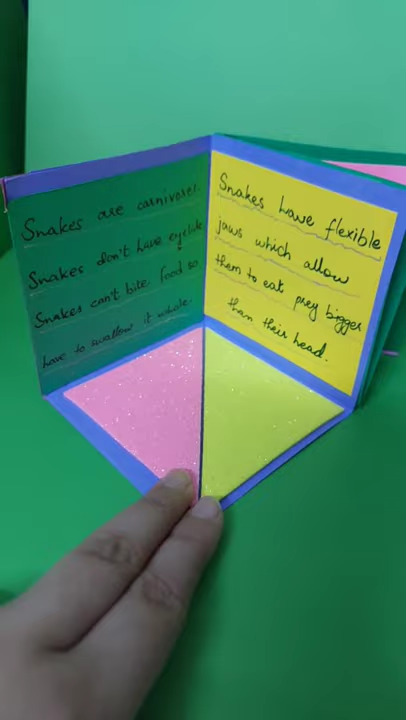 Snakes are carnivores.
Snakes don't have eyelids
Snakes can't bite food so
have to swallow it whole.
Snakes have flexible
jaws which allow
them to eat prey bigger
than their head.